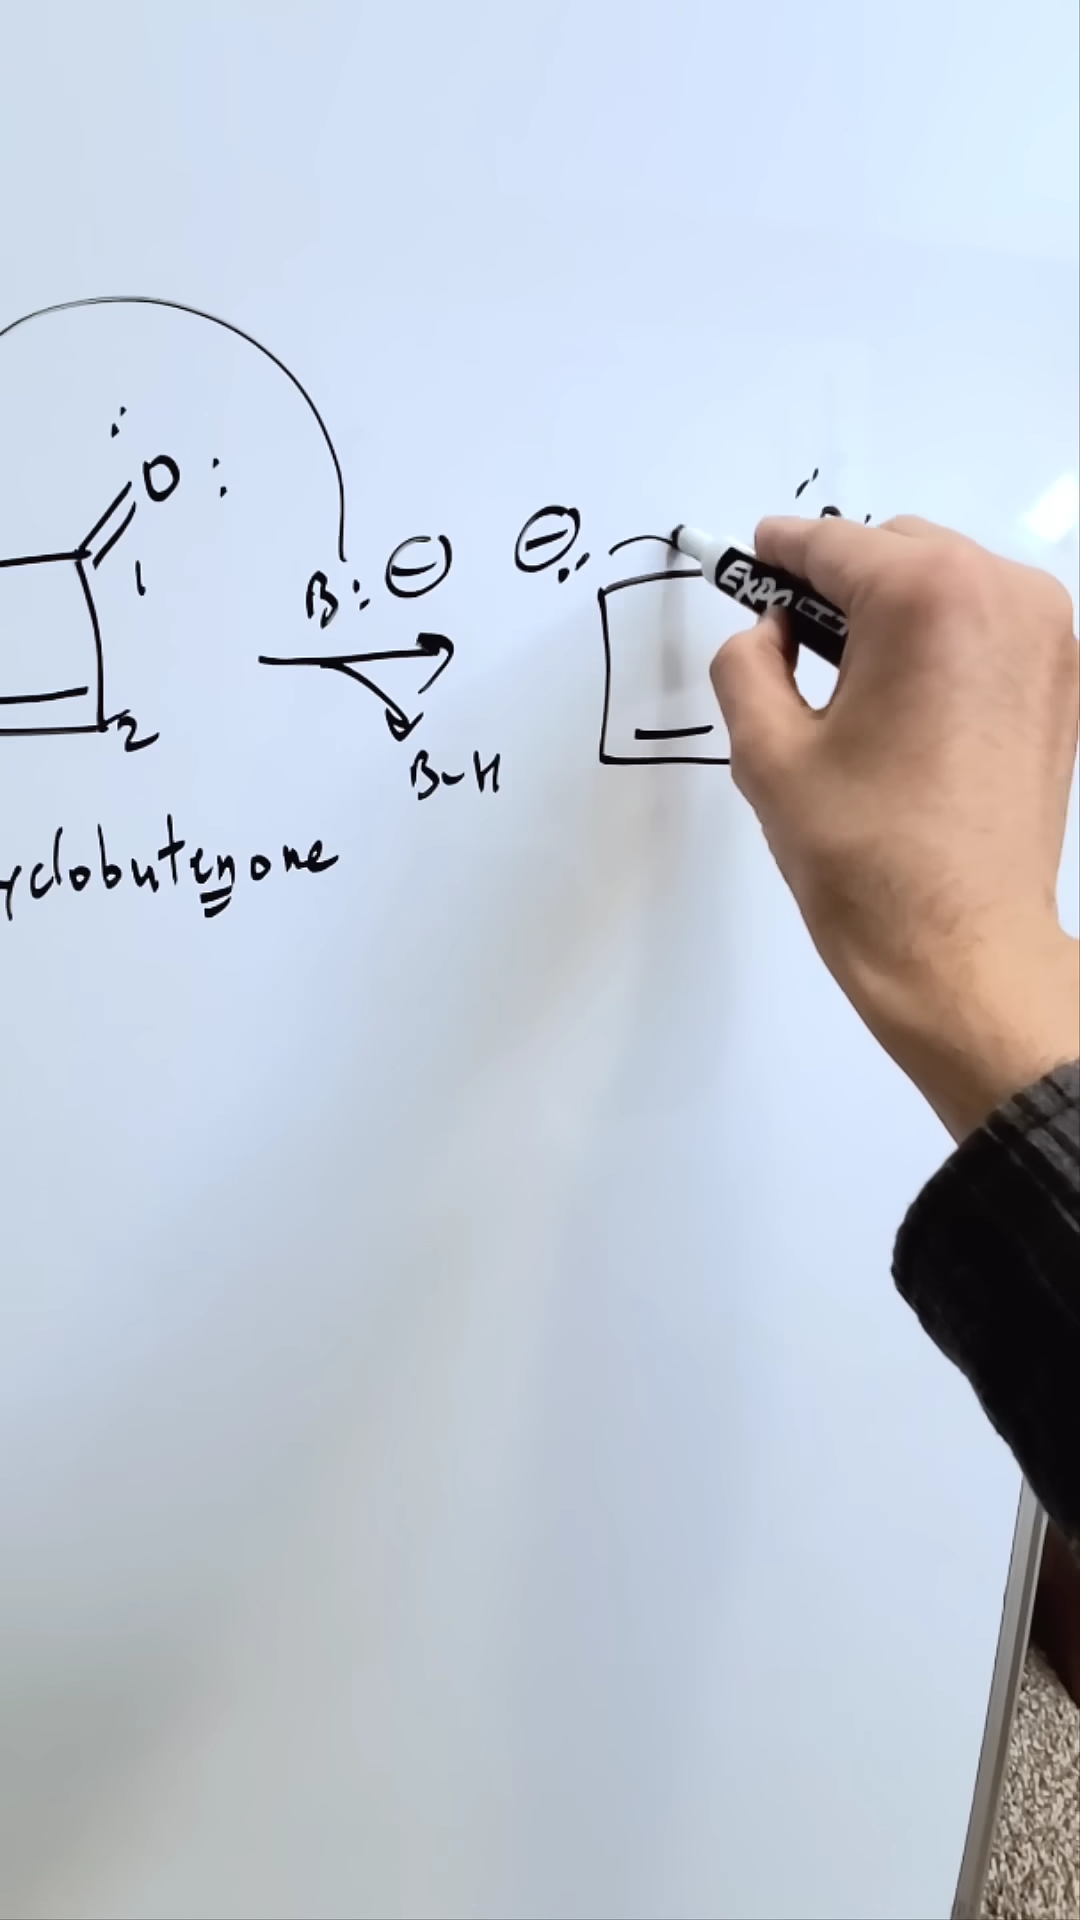 O
1
B: ⊖
⊖
2
B-H
yclobutenone
EXPO